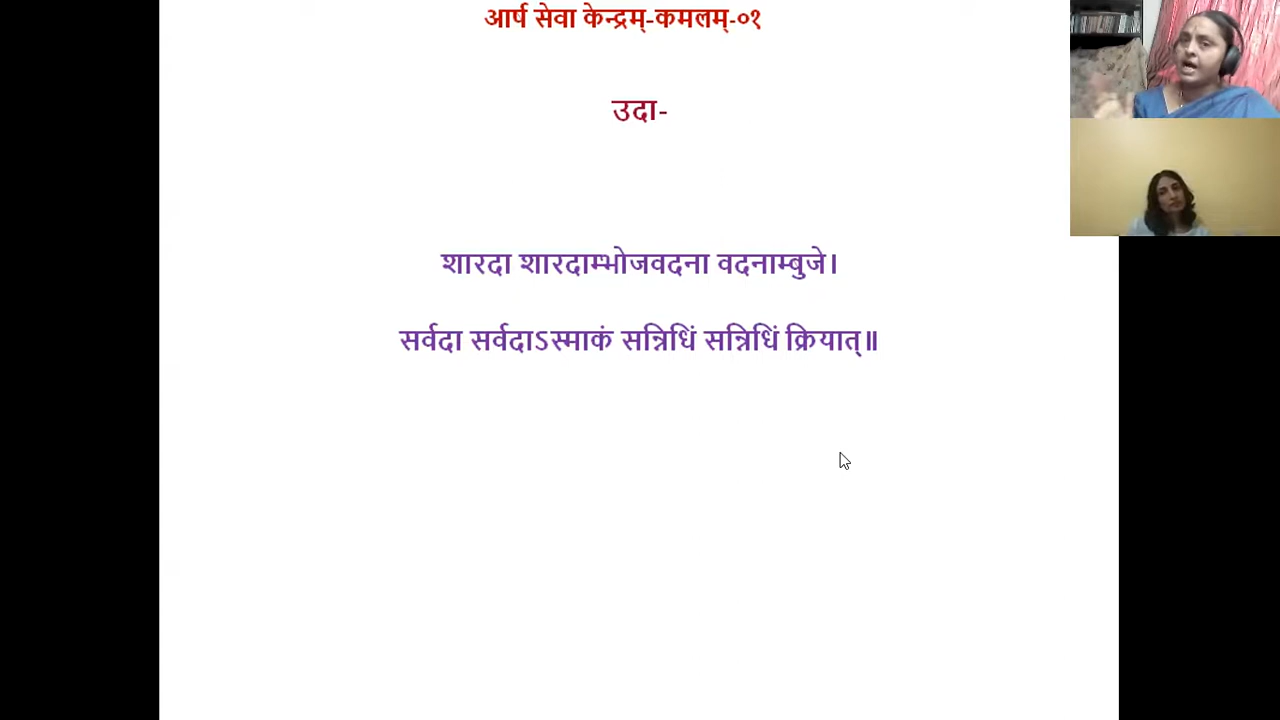 आर्ष सेवा केन्द्रम्-कमलम्-०१
उदा-
शारदा शारदाम्भोजवदना वदनाम्बुजे।
सर्वदा सर्वदाऽस्माकं सन्निधिं सन्निधिं क्रियात्॥